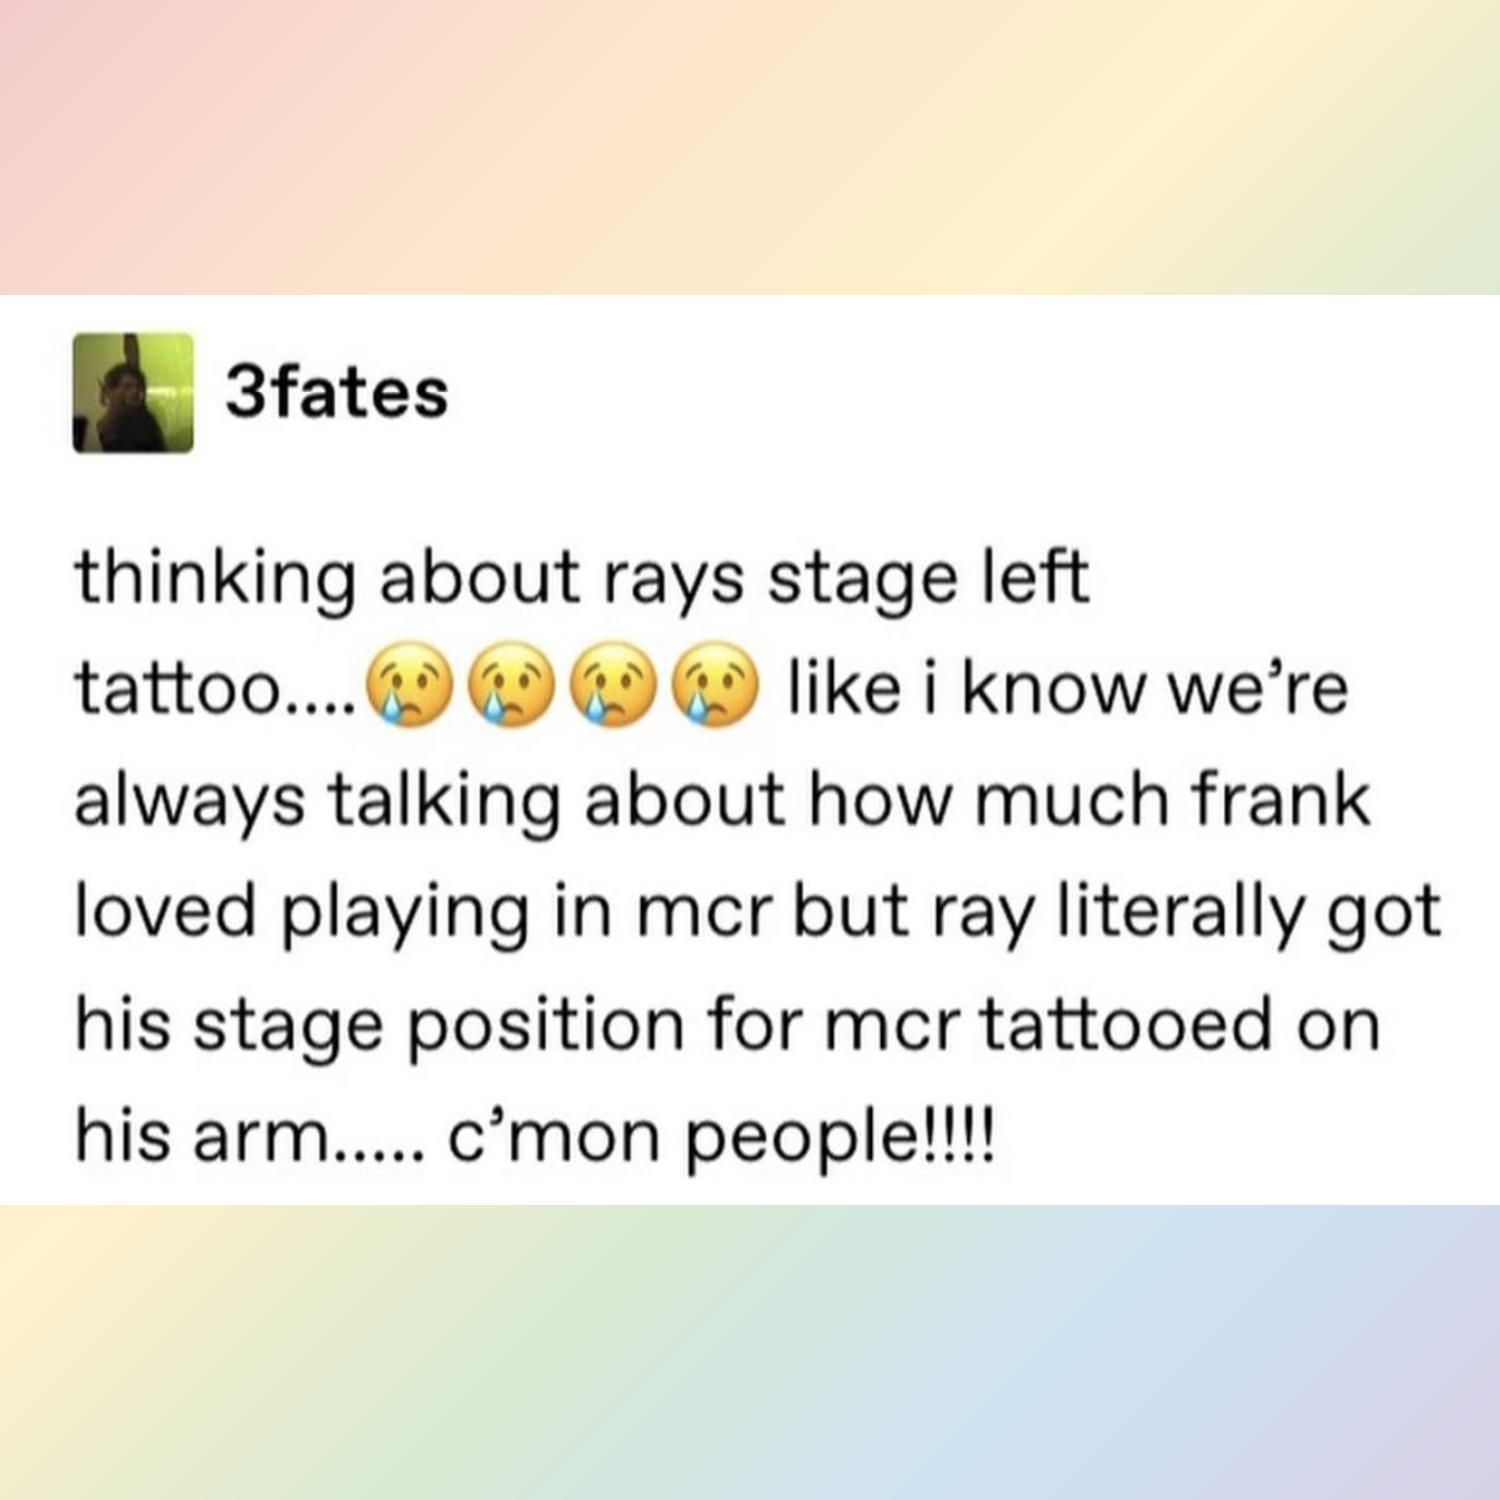 3fates
thinking about rays stage left
tattoo....😢😢😢😢 like i know we’re
always talking about how much frank
loved playing in mcr but ray literally got
his stage position for mcr tattooed on
his arm..... c’mon people!!!!